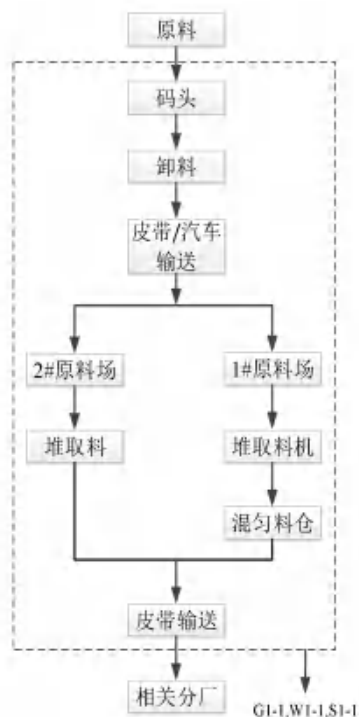 原料
码头
卸料
皮带/汽车
输送
2#原料场
1#原料场
堆取料
堆取料机
混匀料仓
皮带输送
相关分厂
G1-1,W1-1,S1-1